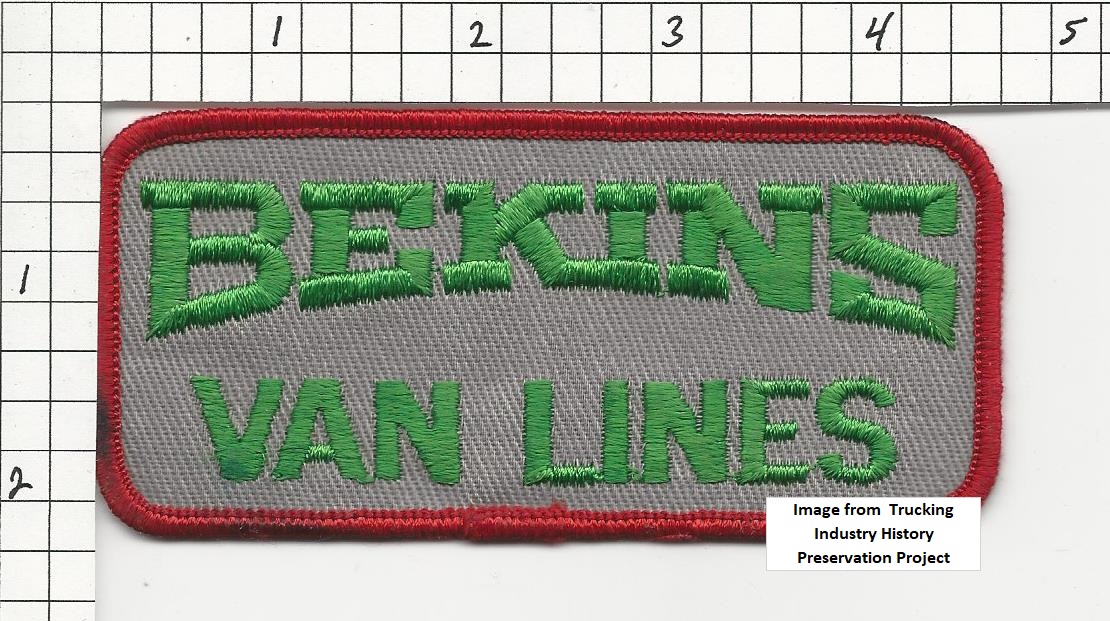 1 2 3 4 5
BEKINS
1
VAN LINES
2
Image from Trucking
Industry History
Preservation Project